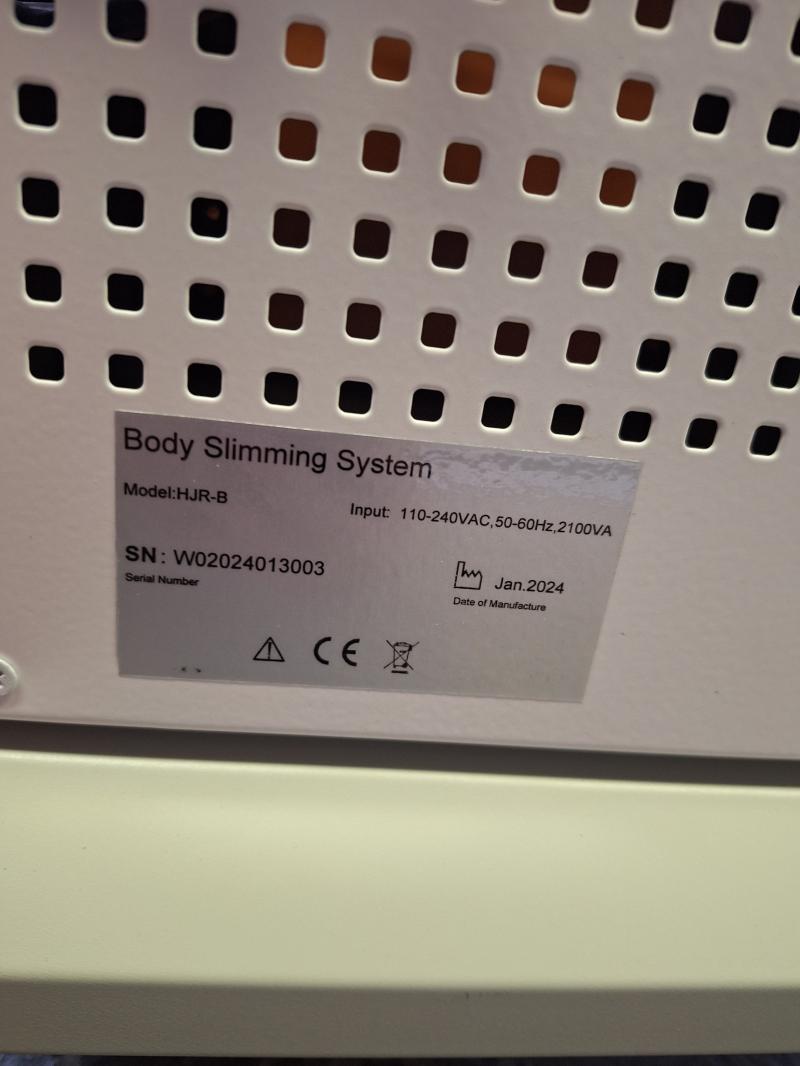 Body Slimming System
Model:HJR-B
Input: 110-240VAC,50-60Hz,2100VA
SN: W02024013003
Serial Number
Jan.2024
Date of Manufacture
CE